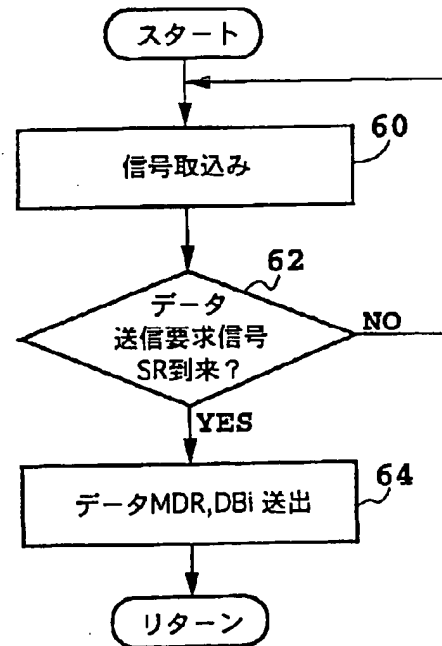 スタート
60
信号取込み
62
データ
送信要求信号
SR到来？
NO
YES
64
データMDR,DBi 送出
リターン